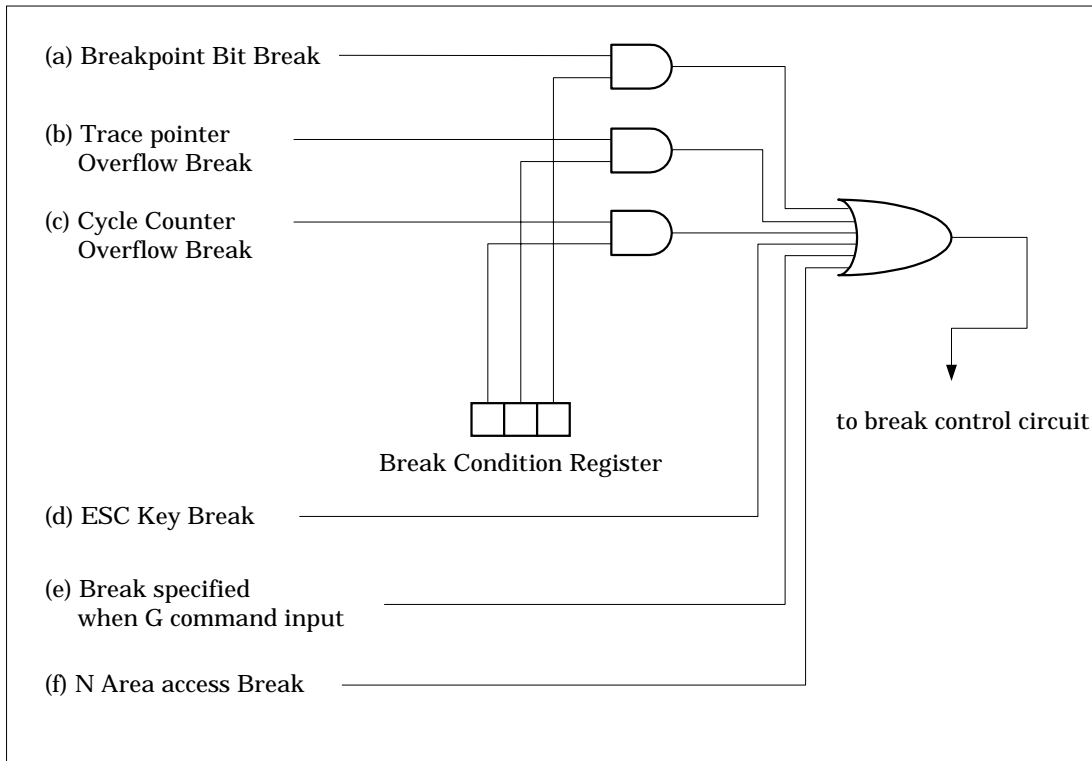 (a) Breakpoint Bit Break
(b) Trace pointer
Overflow Break
(c) Cycle Counter
Overflow Break
to break control circuit
Break Condition Register
(d) ESC Key Break
(e) Break specified
when G command input
(f) N Area access Break